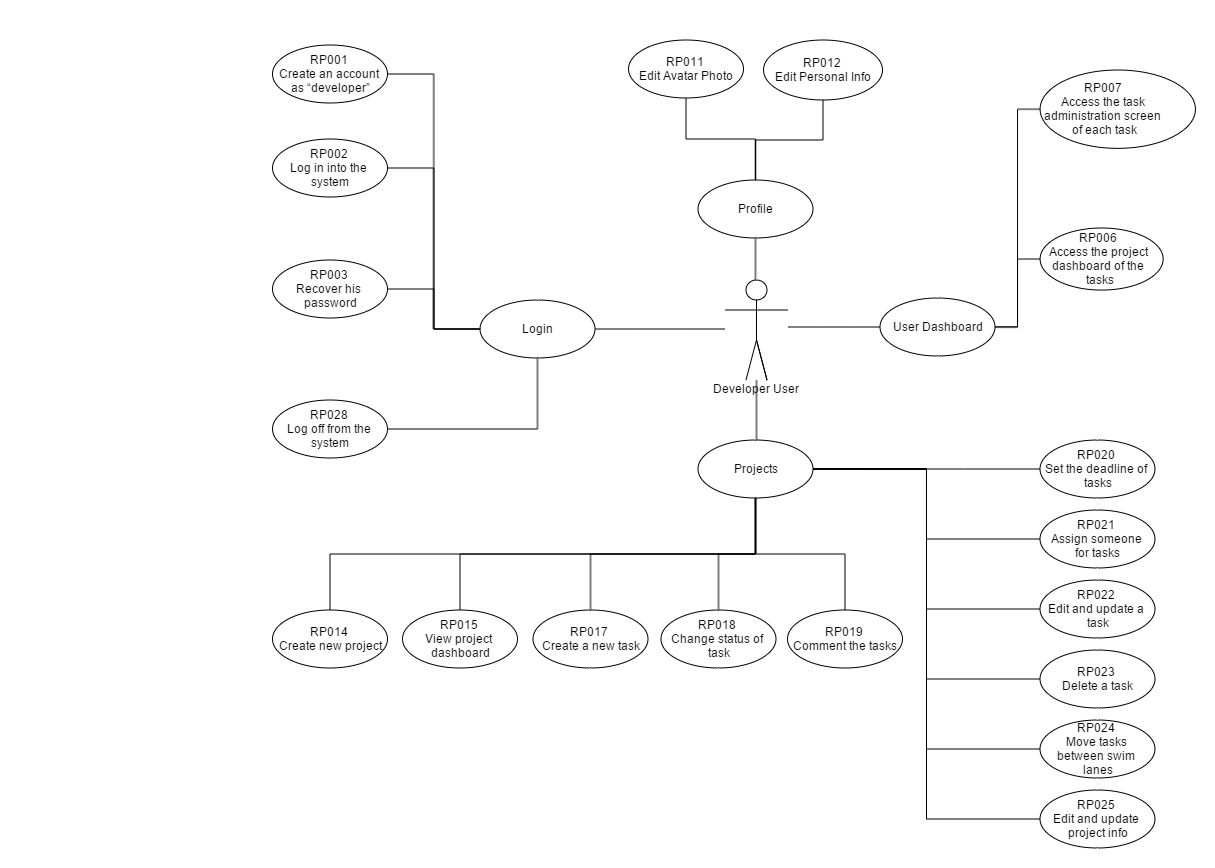 RP001
Create an account
as “developer”
RP011
Edit Avatar Photo
RP012
Edit Personal Info
RP007
Access the task
administration screen
of each task
RP002
Log in into the
system
Profile
RP006
Access the project
dashboard of the
tasks
RP003
Recover his
password
Login
User Dashboard
Developer User
RP028
Log off from the
system
Projects
RP020
Set the deadline of
tasks
RP021
Assign someone
for tasks
RP022
Edit and update a
task
RP014
Create new project
RP015
View project
dashboard
RP017
Create a new task
RP018
Change status of
task
RP019
Comment the tasks
RP023
Delete a task
RP024
Move tasks
between swim
lanes
RP025
Edit and update
project info